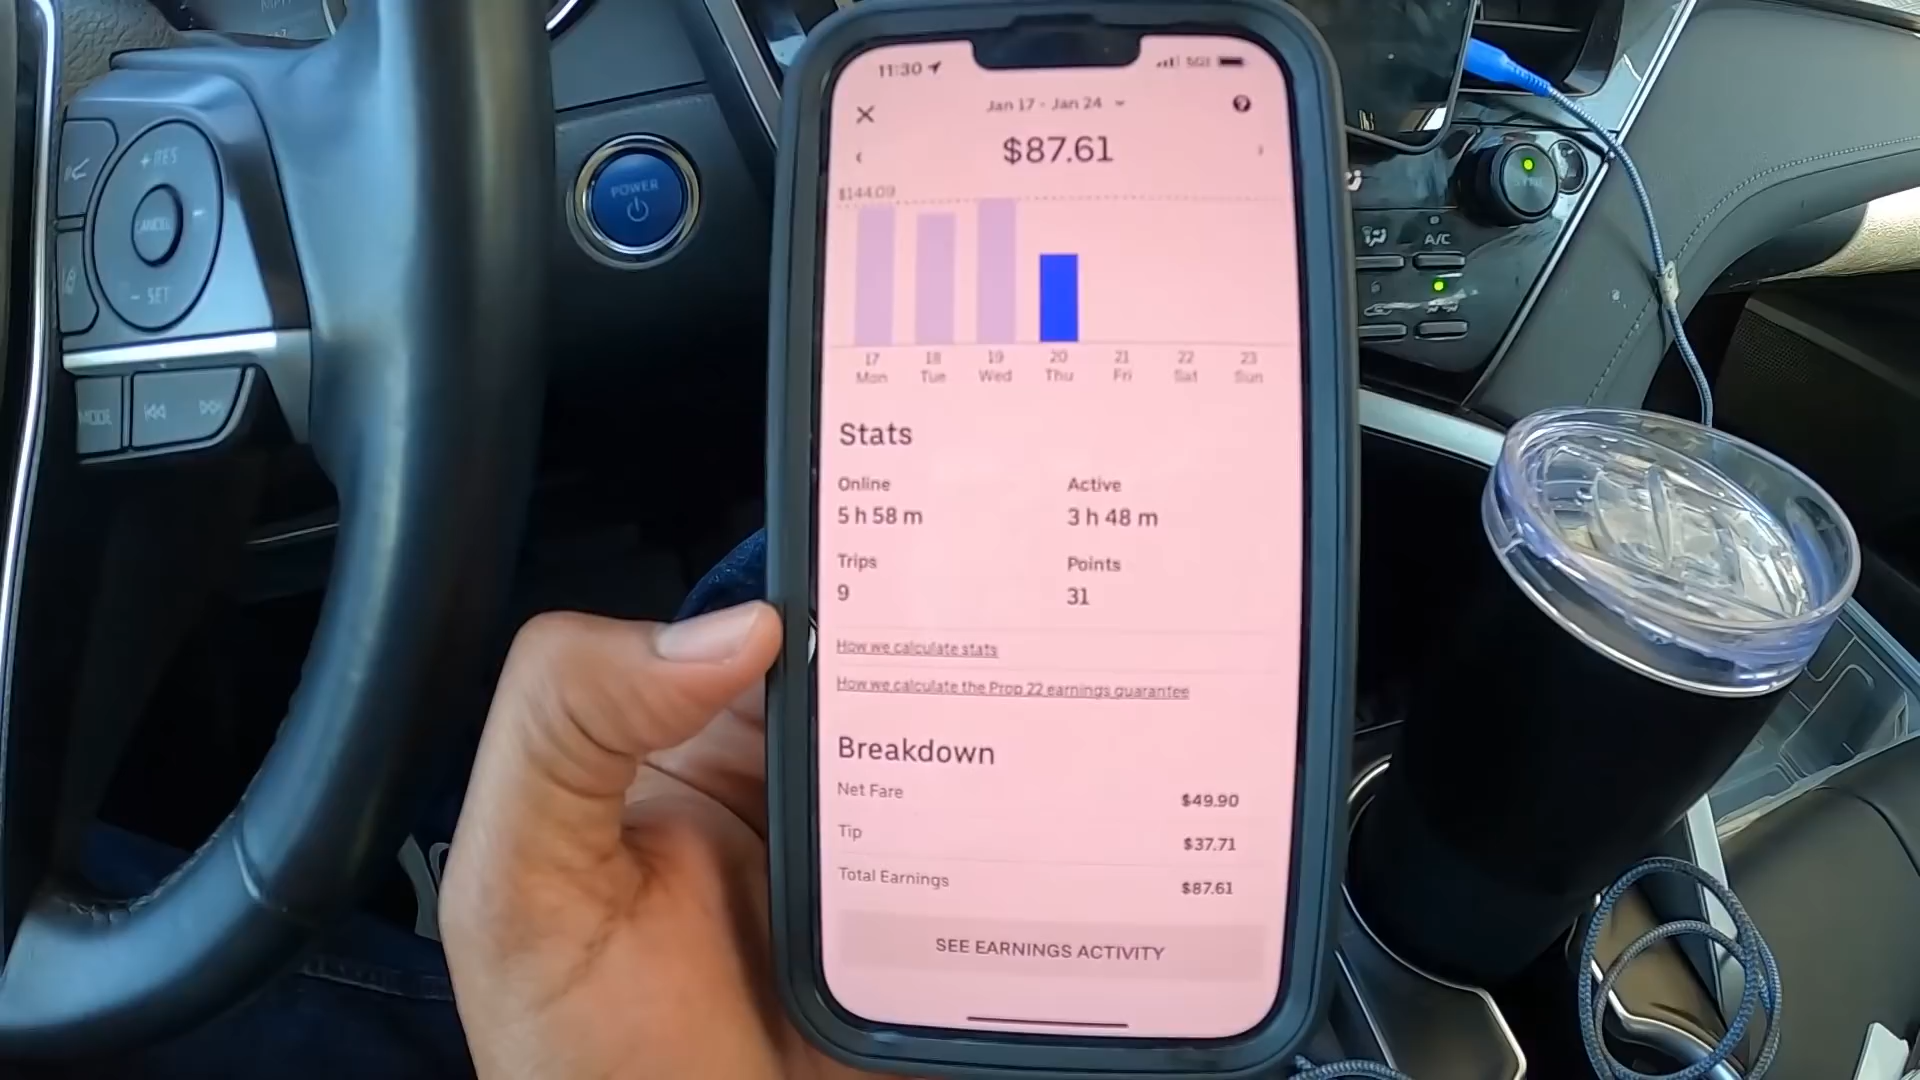 11:30
5GE
Jan 17 - Jan 24
$87.61
$144.09
17 18 19 20 21 22 23
Mon Tue Wed Thu Fri Sat Sun
Stats
Online Active
5 h 58 m 3 h 48 m
Trips Points
9 31
How we calculate stats
How we calculate the Prop 22 earnings guarantee
Breakdown
Net Fare $49.90
Tip $37.71
Total Earnings $87.61
SEE EARNINGS ACTIVITY
+ RES
CANCEL
- SET
MODE
POWER
SYNC
A/C